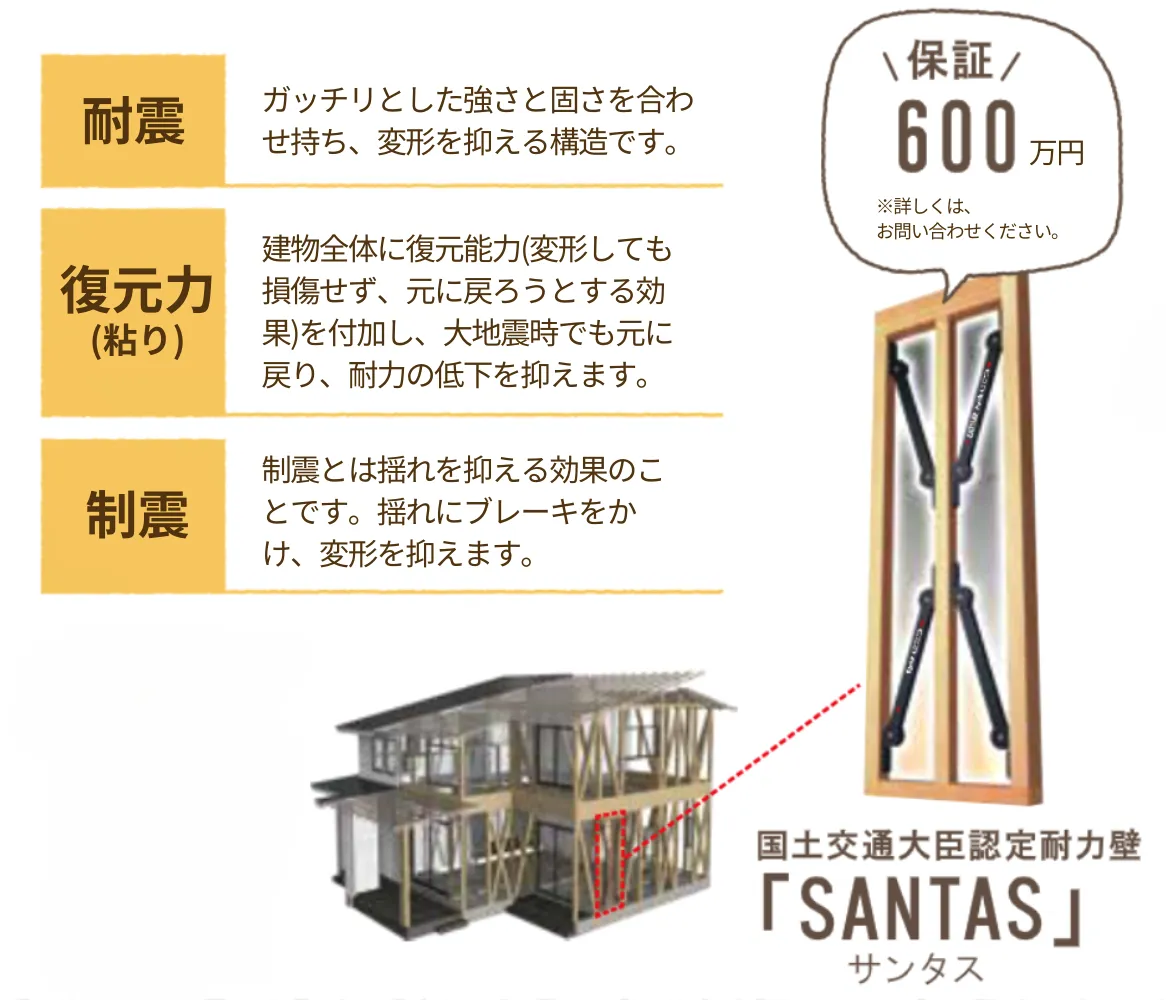 耐震
ガッチリとした強さと固さを合わ
せ持ち、変形を抑える構造です。
復元力
(粘り)
建物全体に復元能力(変形しても
損傷せず、元に戻ろうとする効
果)を付加し、大地震時でも元に
戻り、耐力の低下を抑えます。
制震
制震とは揺れを抑える効果のこ
とです。揺れにブレーキをか
け、変形を抑えます。
\ 保証 /
600万円
※詳しくは、
お問い合わせください。
国土交通大臣認定耐力壁
「SANTAS」
サンタス